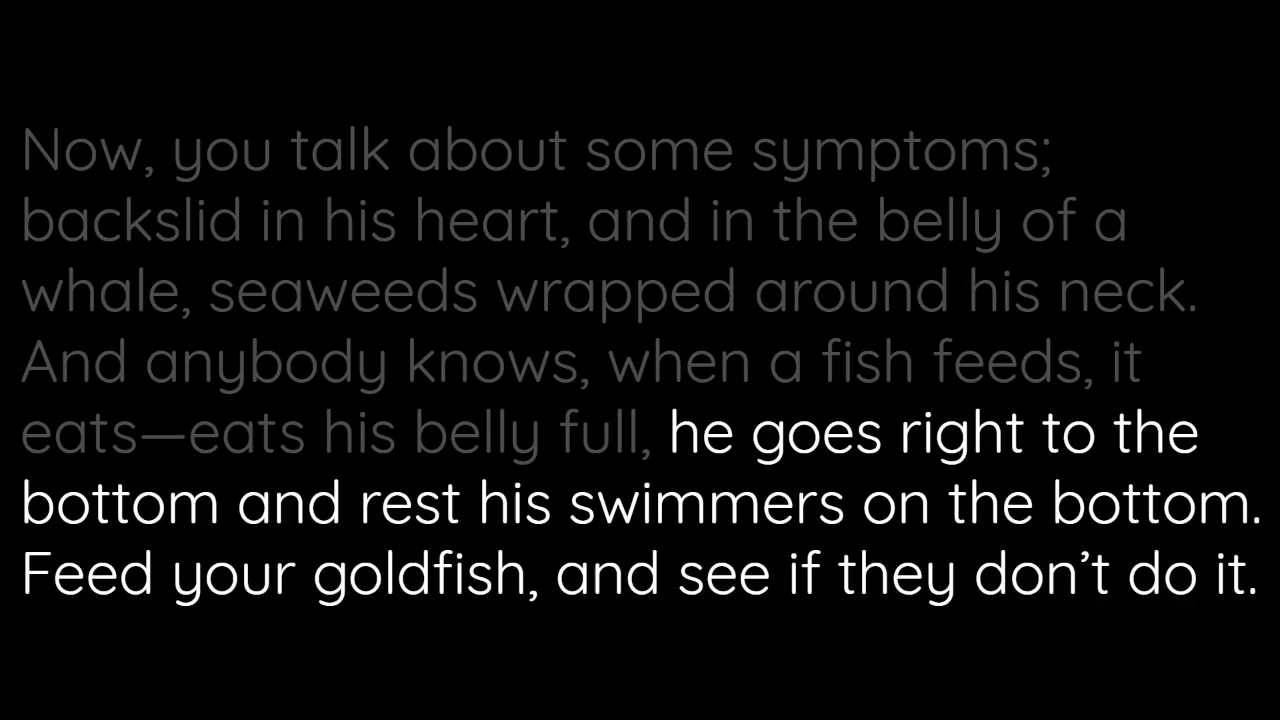 Now, you talk about some symptoms;
backslid in his heart, and in the belly of a
whale, seaweeds wrapped around his neck.
And anybody knows, when a fish feeds, it
eats—eats his belly full, he goes right to the
bottom and rest his swimmers on the bottom.
Feed your goldfish, and see if they don’t do it.